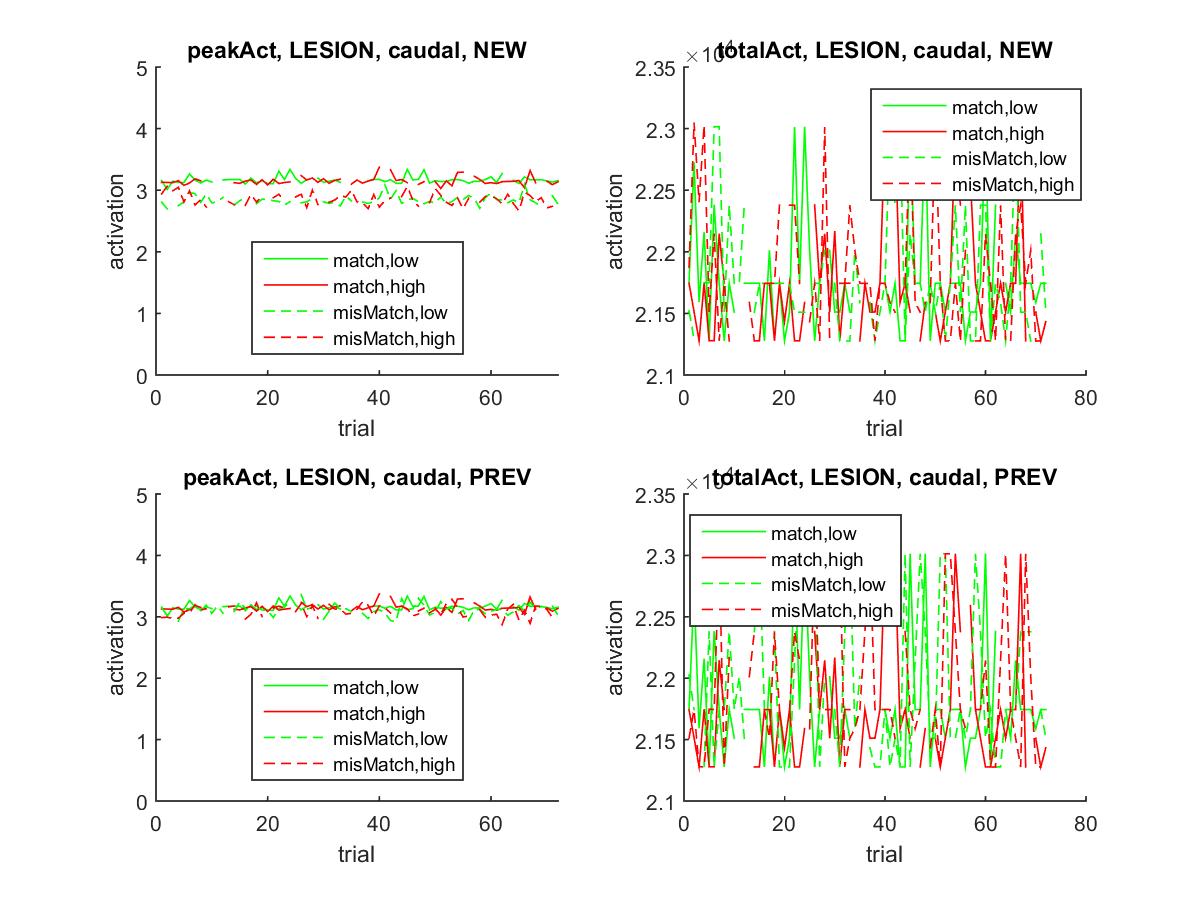 peakAct, LESION, caudal, NEW
5
4
3
2
1
0
activation
match,low
match,high
misMatch,low
misMatch,high
0 20 40 60
trial
×10⁴
totalAct, LESION, caudal, NEW
2.35
2.3
2.25
2.2
2.15
2.1
activation
match,low
match,high
misMatch,low
misMatch,high
0 20 40 60 80
trial
peakAct, LESION, caudal, PREV
5
4
3
2
1
0
activation
match,low
match,high
misMatch,low
misMatch,high
0 20 40 60
trial
×10⁴
totalAct, LESION, caudal, PREV
2.35
2.3
2.25
2.2
2.15
2.1
activation
match,low
match,high
misMatch,low
misMatch,high
0 20 40 60 80
trial